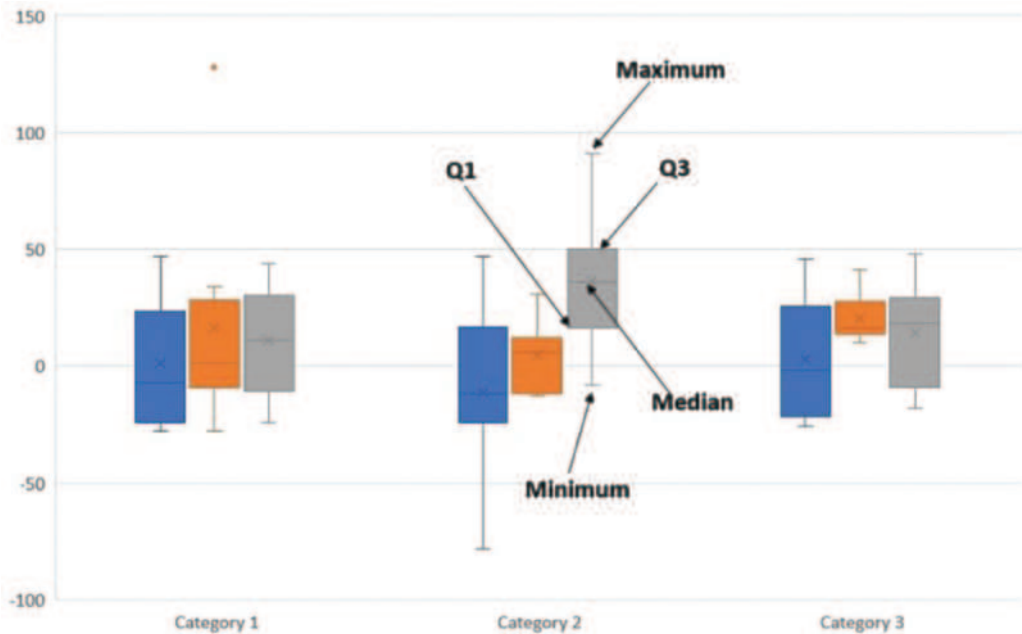 150
Maximum
100
Q1
Q3
50
0
Median
-50
Minimum
-100
Category 1
Category 2
Category 3